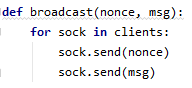 def broadcast(nonce, msg):
    for sock in clients:
        sock.send(nonce)
        sock.send(msg)